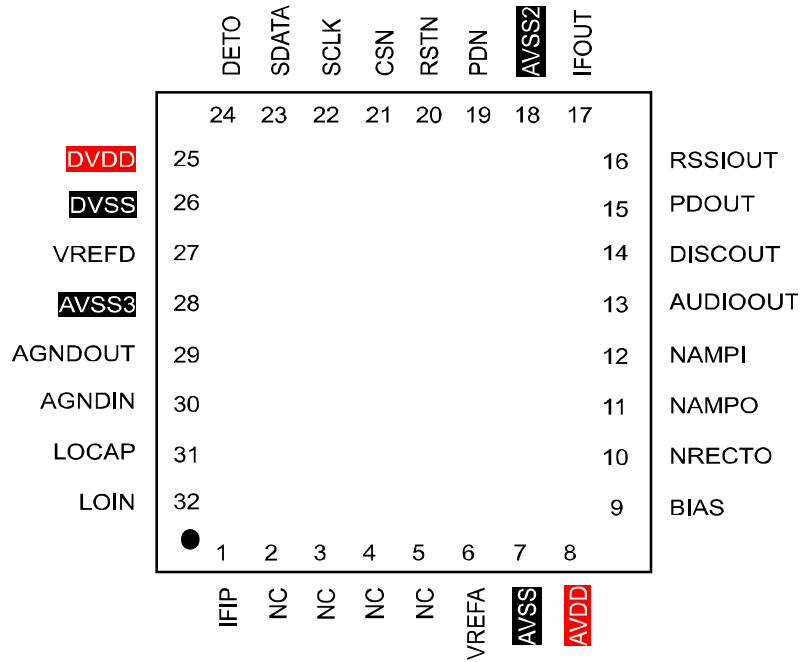 DETO SDATA SCLK CSN RSTN PDN AVSS2 IFOUT
24 23 22 21 20 19 18 17
DVDD 25 16 RSSIOUT
DVSS 26 15 PDOUT
VREFD 27 14 DISCOUT
AVSS3 28 13 AUDIOOUT
AGNDOUT 29 12 NAMPI
AGNDIN 30 11 NAMPO
LOCAP 31 10 NRECTO
LOIN 32 9 BIAS
1 2 3 4 5 6 7 8
IFIP NC NC NC NC VREFA AVSS AVDD